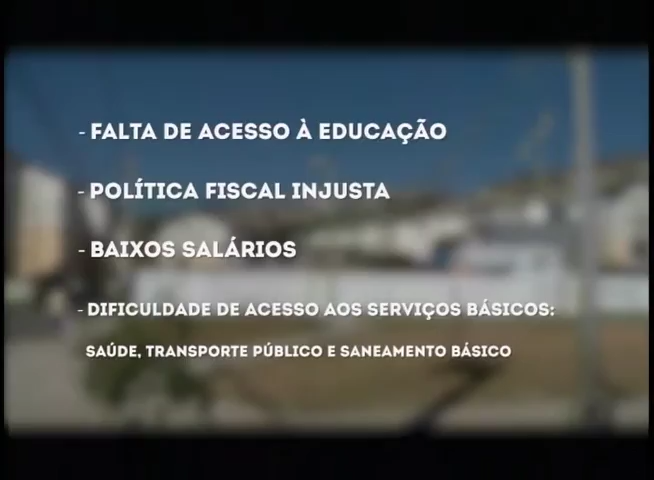 - FALTA DE ACESSO À EDUCAÇÃO
- POLÍTICA FISCAL INJUSTA
- BAIXOS SALÁRIOS
- DIFICULDADE DE ACESSO AOS SERVIÇOS BÁSICOS:
SAÚDE, TRANSPORTE PÚBLICO E SANEAMENTO BÁSICO